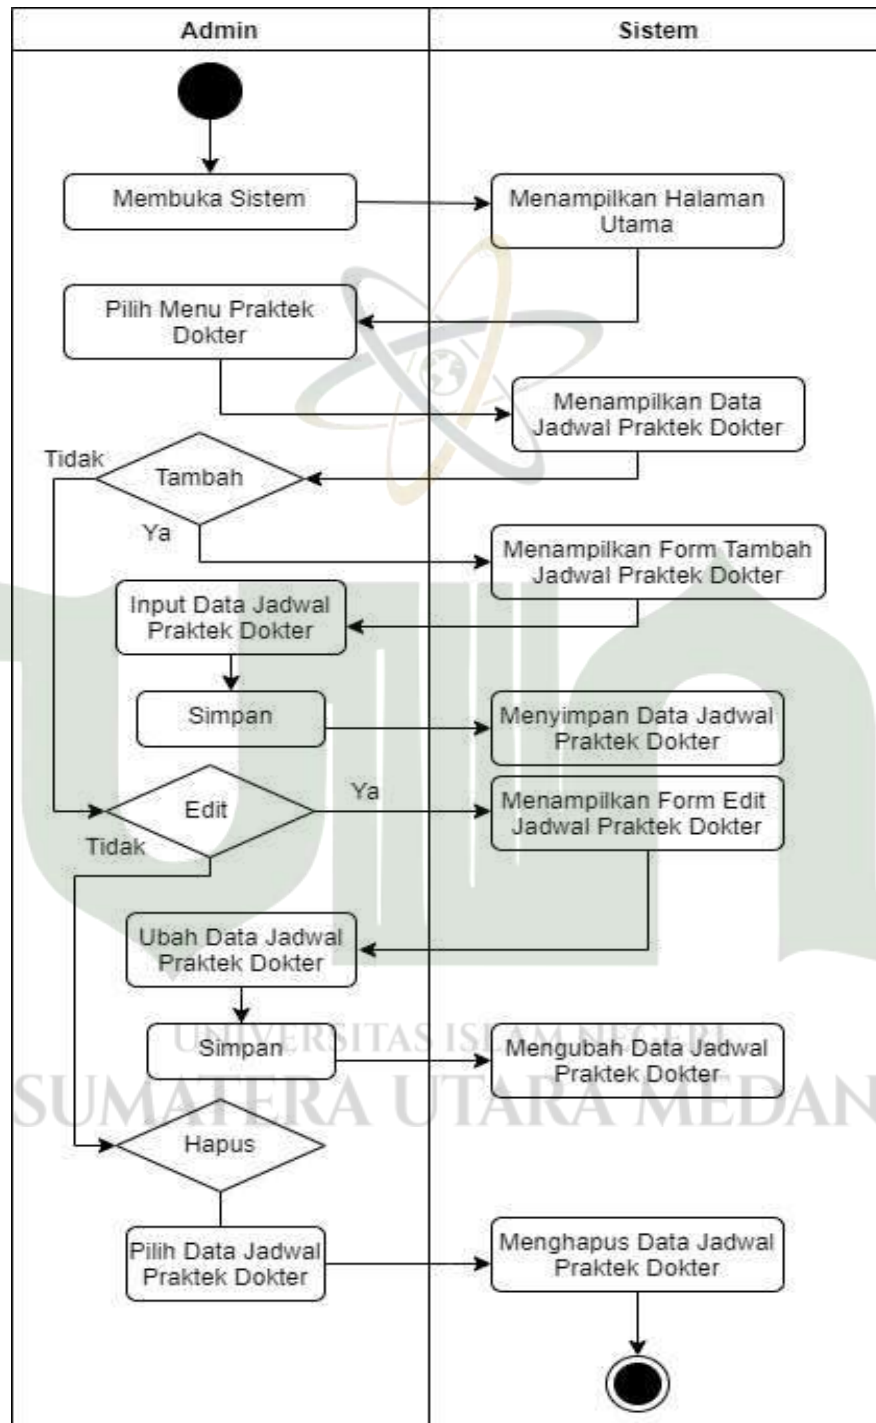 Admin
Sistem
Membuka Sistem
Menampilkan Halaman
Utama
Pilih Menu Praktek
Dokter
Menampilkan Data
Jadwal Praktek Dokter
Tidak
Tambah
Ya
Menampilkan Form Tambah
Jadwal Praktek Dokter
Input Data Jadwal
Praktek Dokter
Simpan
Menyimpan Data Jadwal
Praktek Dokter
Edit
Ya
Menampilkan Form Edit
Jadwal Praktek Dokter
Tidak
Ubah Data Jadwal
Praktek Dokter
UNIVERSITAS ISLAM NEGERI
Simpan
Mengubah Data Jadwal
Praktek Dokter
SUMATERA UTARA MEDAN
Hapus
Pilih Data Jadwal
Praktek Dokter
Menghapus Data Jadwal
Praktek Dokter